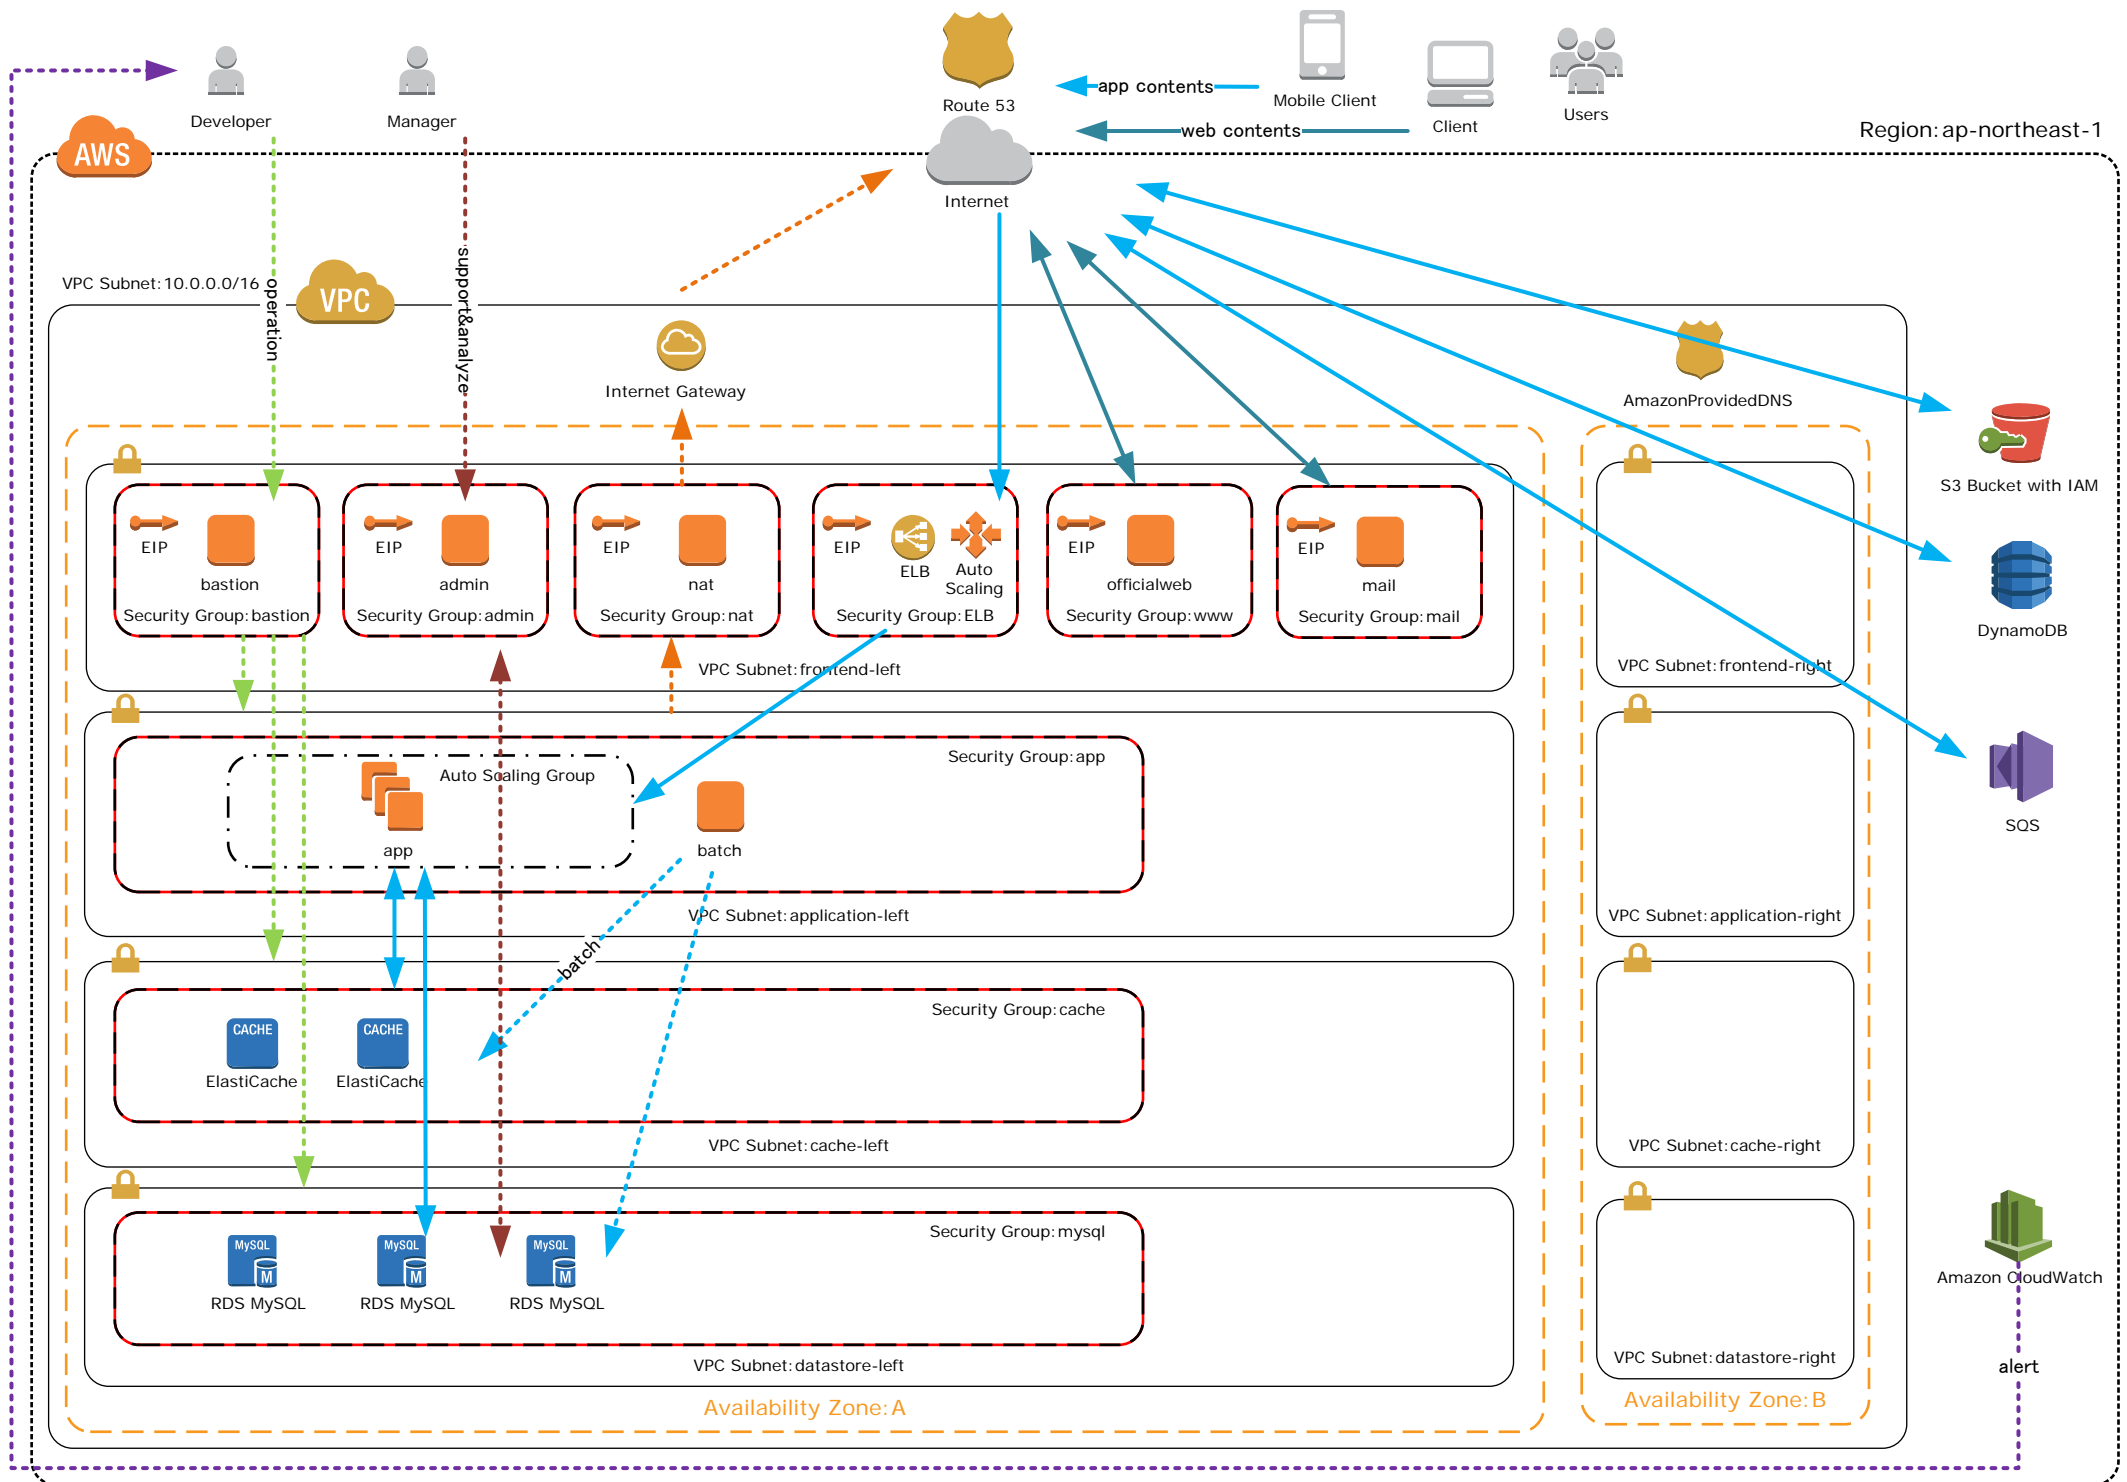 Route 53
app contents
Mobile Client
web contents
Client
Users
Developer
Manager
Region:ap-northeast-1
AWS
Internet
VPC Subnet:10.0.0.0/16
VPC
operation
support&analyze
Internet Gateway
AmazonProvidedDNS
S3 Bucket with IAM
EIP
bastion
Security Group:bastion
EIP
admin
Security Group:admin
EIP
nat
Security Group:nat
EIP
ELB
Auto
Scaling
Security Group:ELB
EIP
officialweb
Security Group:www
EIP
mail
Security Group:mail
DynamoDB
VPC Subnet:frontend-left
VPC Subnet:frontend-right
Security Group:app
Auto Scaling Group
app
batch
SQS
VPC Subnet:application-left
VPC Subnet:application-right
batch
Security Group:cache
CACHE
ElastiCache
CACHE
ElastiCache
VPC Subnet:cache-left
VPC Subnet:cache-right
Security Group:mysql
MySQL
M
RDS MySQL
MySQL
M
RDS MySQL
MySQL
M
RDS MySQL
Amazon CloudWatch
VPC Subnet:datastore-left
VPC Subnet:datastore-right
alert
Availability Zone:A
Availability Zone:B